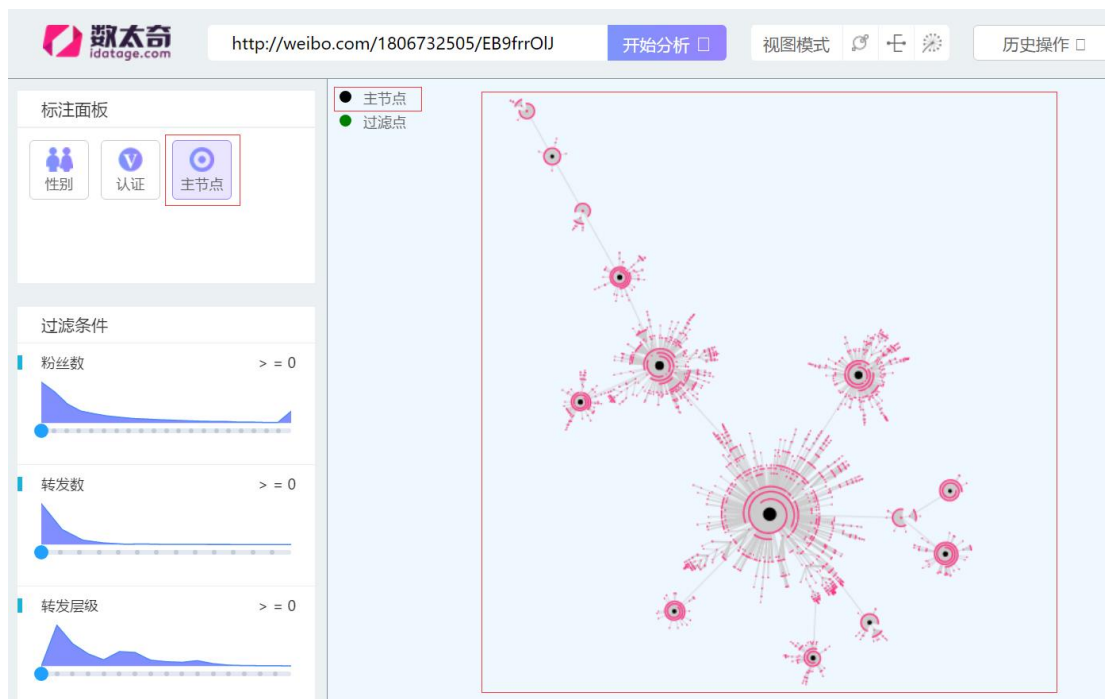 数太奇
idatage.com
http://weibo.com/1806732505/EB9frrOlJ
开始分析
视图模式
历史操作
标注面板
性别
V
认证
主节点
主节点
过滤点
过滤条件
粉丝数 > = 0
转发数 > = 0
转发层级 > = 0